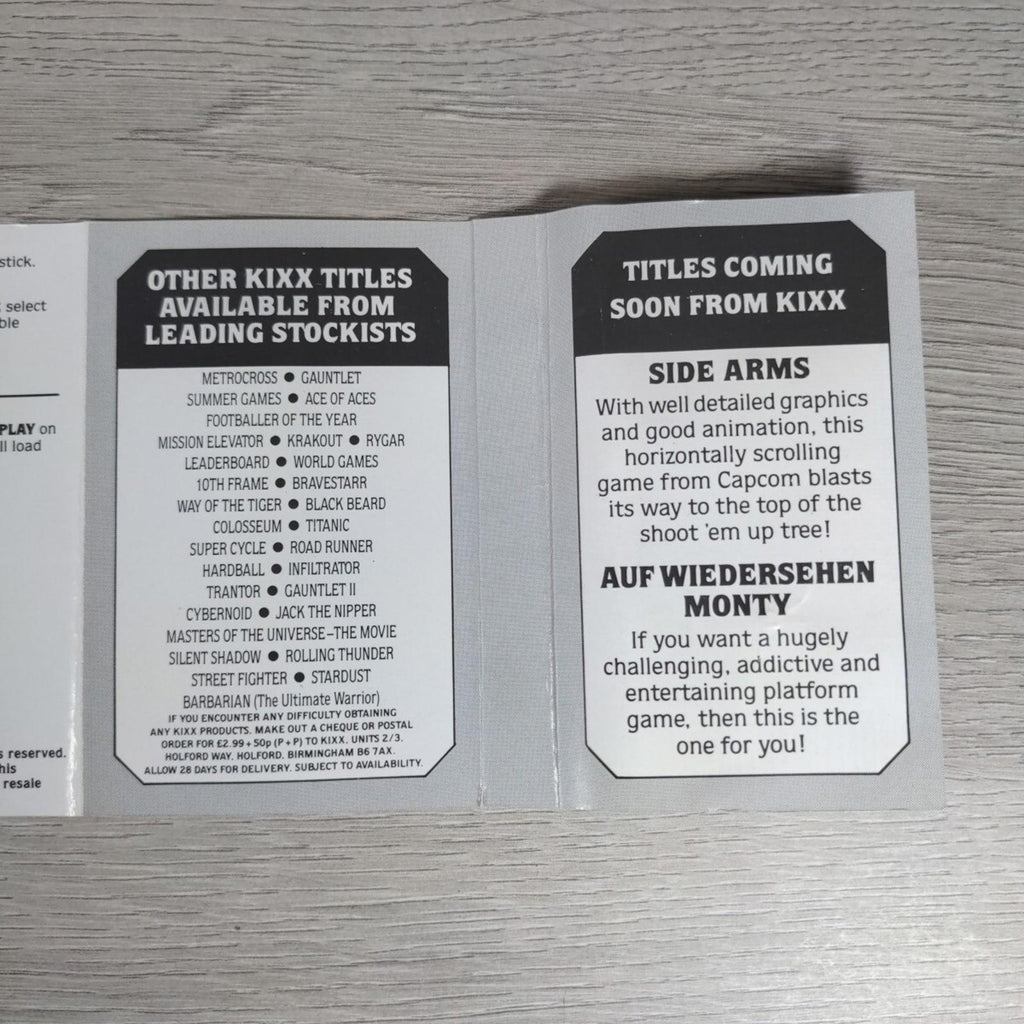 stick.
select
ble
PLAY on
ll load
s reserved.
his
resale
OTHER KIXX TITLES
AVAILABLE FROM
LEADING STOCKISTS
METROCROSS ● GAUNTLET
SUMMER GAMES ● ACE OF ACES
FOOTBALLER OF THE YEAR
MISSION ELEVATOR ● KRAKOUT ● RYGAR
LEADERBOARD ● WORLD GAMES
10TH FRAME ● BRAVESTARR
WAY OF THE TIGER ● BLACK BEARD
COLOSSEUM ● TITANIC
SUPER CYCLE ● ROAD RUNNER
HARDBALL ● INFILTRATOR
TRANTOR ● GAUNTLET II
CYBERNOID ● JACK THE NIPPER
MASTERS OF THE UNIVERSE–THE MOVIE
SILENT SHADOW ● ROLLING THUNDER
STREET FIGHTER ● STARDUST
BARBARIAN (The Ultimate Warrior)
IF YOU ENCOUNTER ANY DIFFICULTY OBTAINING
ANY KIXX PRODUCTS. MAKE OUT A CHEQUE OR POSTAL
ORDER FOR £2.99 + 50p (P + P) TO KIXX. UNITS 2/3.
HOLFORD WAY. HOLFORD. BIRMINGHAM B6 7AX.
ALLOW 28 DAYS FOR DELIVERY. SUBJECT TO AVAILABILITY.
TITLES COMING
SOON FROM KIXX
SIDE ARMS
With well detailed graphics
and good animation, this
horizontally scrolling
game from Capcom blasts
its way to the top of the
shoot 'em up tree!
AUF WIEDERSEHEN
MONTY
If you want a hugely
challenging, addictive and
entertaining platform
game, then this is the
one for you!